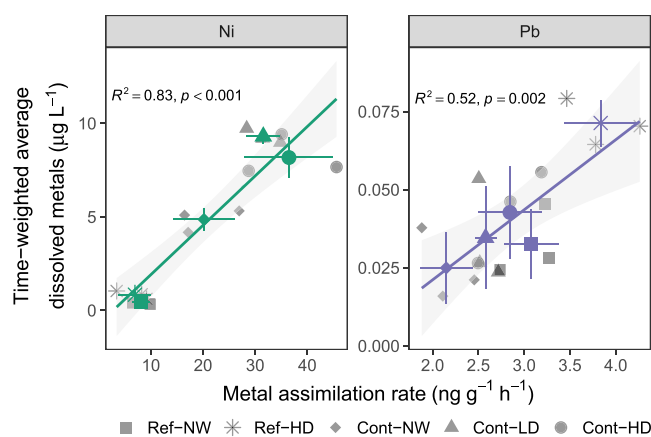 Ni
Pb
R² = 0.83, p < 0.001
R² = 0.52, p = 0.002
Time−weighted average
dissolved metals (μg L⁻¹)
10
5
0
0.075
0.050
0.025
0.000
10 20 30 40
2.0 2.5 3.0 3.5 4.0
Metal assimilation rate (ng g⁻¹ h⁻¹)
Ref−NW Ref−HD Cont−NW Cont−LD Cont−HD